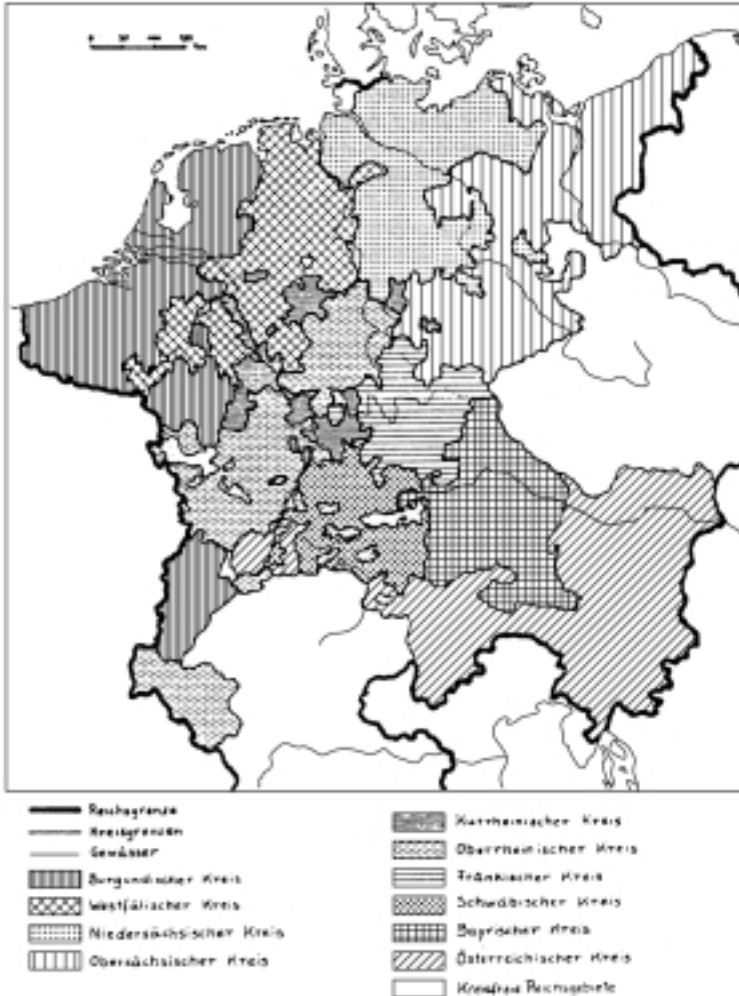 Reichsgrenze
Kreisgrenzen
Gewässer
Burgundischer Kreis
Westfälischer Kreis
Niedersächsischer Kreis
Obersächsischer Kreis
Kurrheinischer Kreis
Oberrheinischer Kreis
Fränkischer Kreis
Schwäbischer Kreis
Bayrischer Kreis
Österreichischer Kreis
Kreisfreie Reichsgebiete